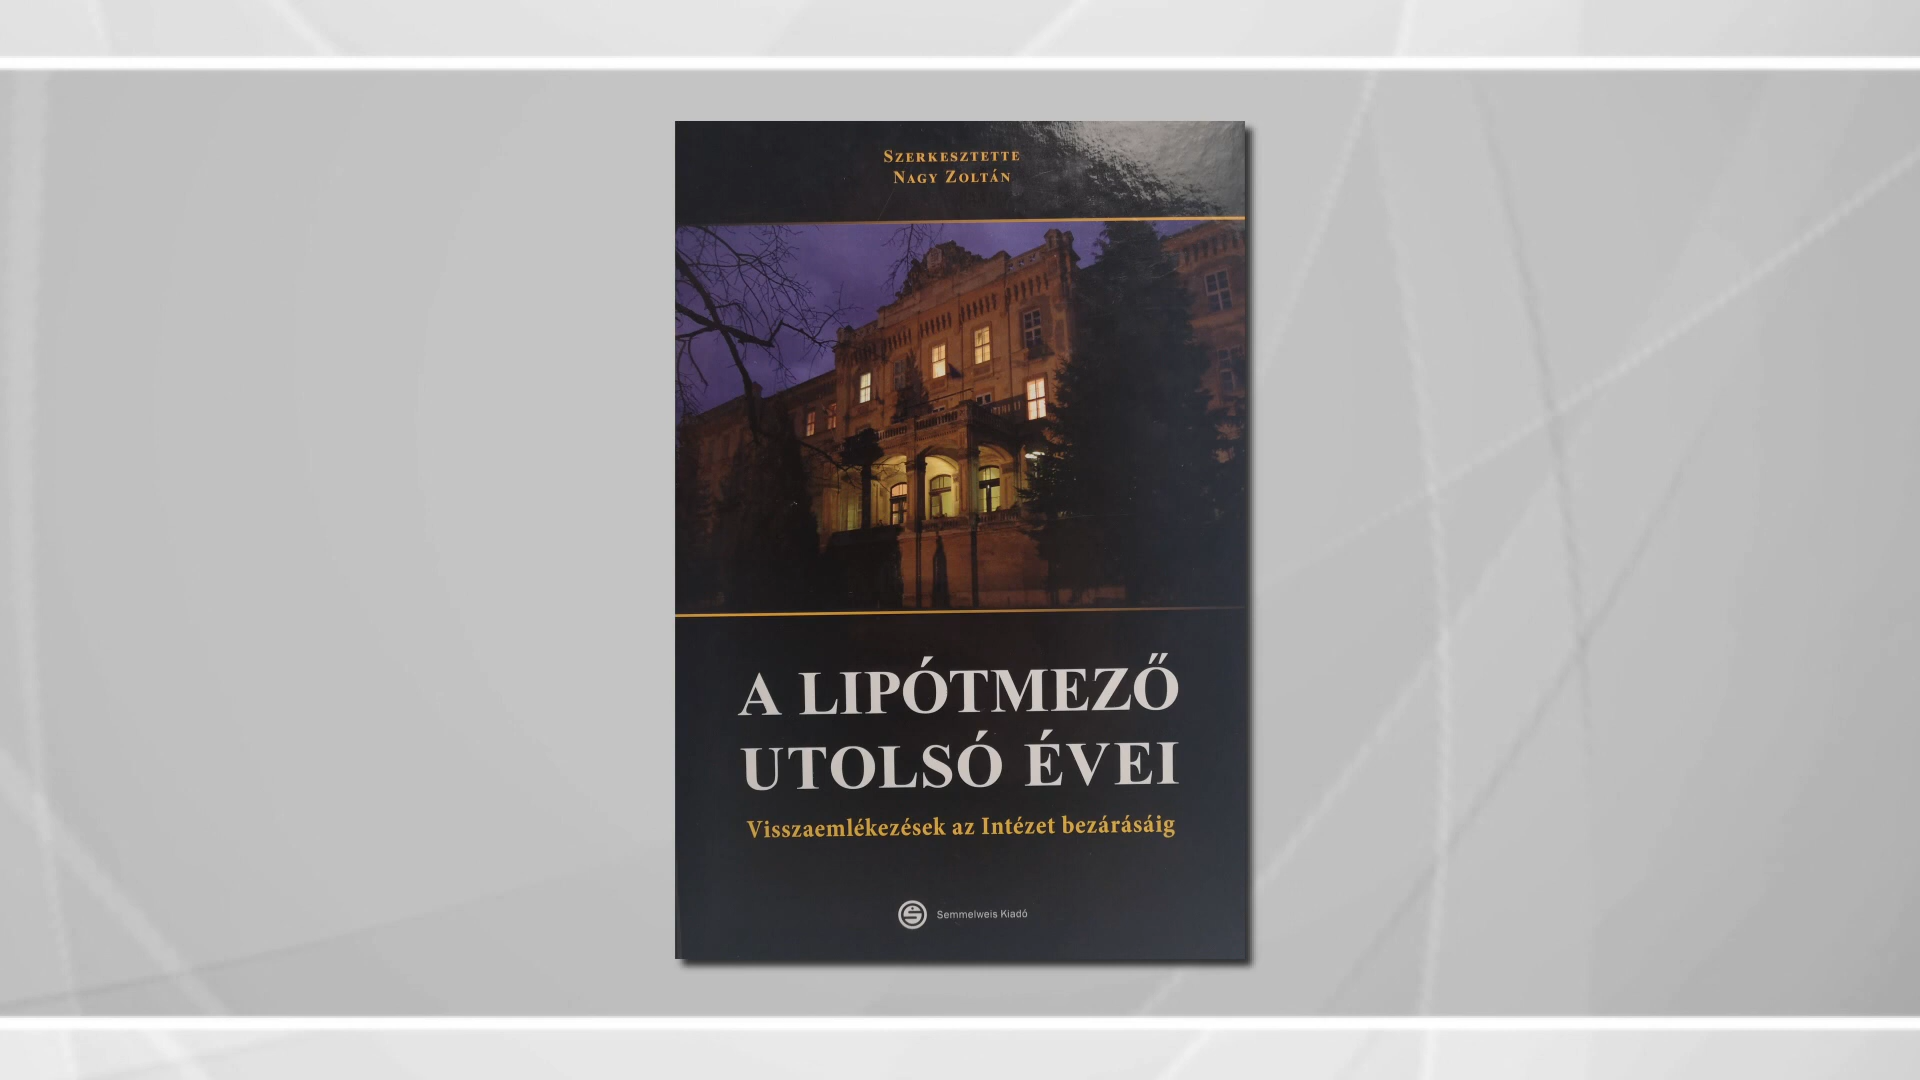 SZERKESZTETTE
NAGY ZOLTÁN
A LIPÓTMEZŐ
UTOLSÓ ÉVEI
Visszaemlékezések az Intézet bezárásáig
Semmelweis Kiadó